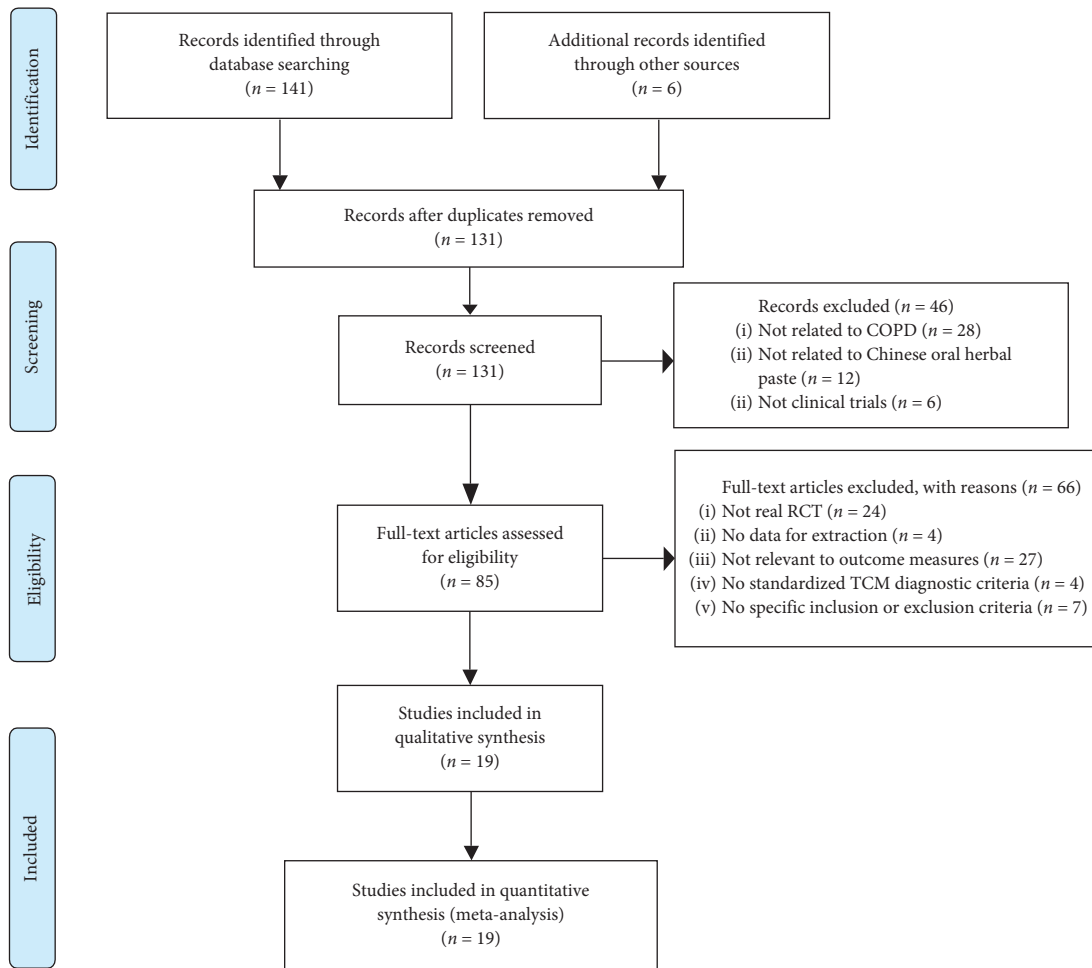 Identification
Records identified through
database searching
(n = 141)
Additional records identified
through other sources
(n = 6)
Records after duplicates removed
(n = 131)
Screening
Records screened
(n = 131)
Records excluded (n = 46)
(i) Not related to COPD (n = 28)
(ii) Not related to Chinese oral herbal
paste (n = 12)
(ii) Not clinical trials (n = 6)
Eligibility
Full-text articles assessed
for eligibility
(n = 85)
Full-text articles excluded, with reasons (n = 66)
(i) Not real RCT (n = 24)
(ii) No data for extraction (n = 4)
(iii) Not relevant to outcome measures (n = 27)
(iv) No standardized TCM diagnostic criteria (n = 4)
(v) No specific inclusion or exclusion criteria (n = 7)
Included
Studies included in
qualitative synthesis
(n = 19)
Studies included in quantitative
synthesis (meta-analysis)
(n = 19)